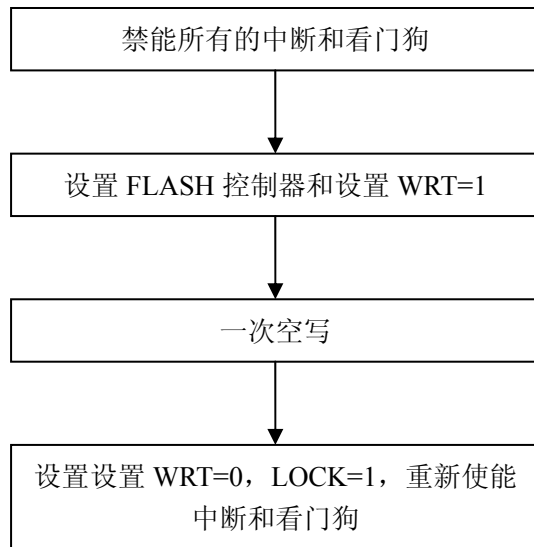 禁能所有的中断和看门狗
设置 FLASH 控制器和设置 WRT=1
一次空写
设置设置 WRT=0，LOCK=1，重新使能
中断和看门狗